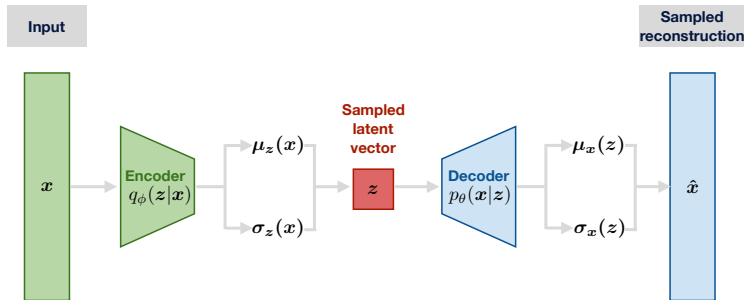 Input
Sampled
reconstruction
Sampled
latent
vector
x
Encoder
qϕ(z|x)
μz(x)
σz(x)
z
Decoder
pθ(x|z)
μx(z)
σx(z)
x̂